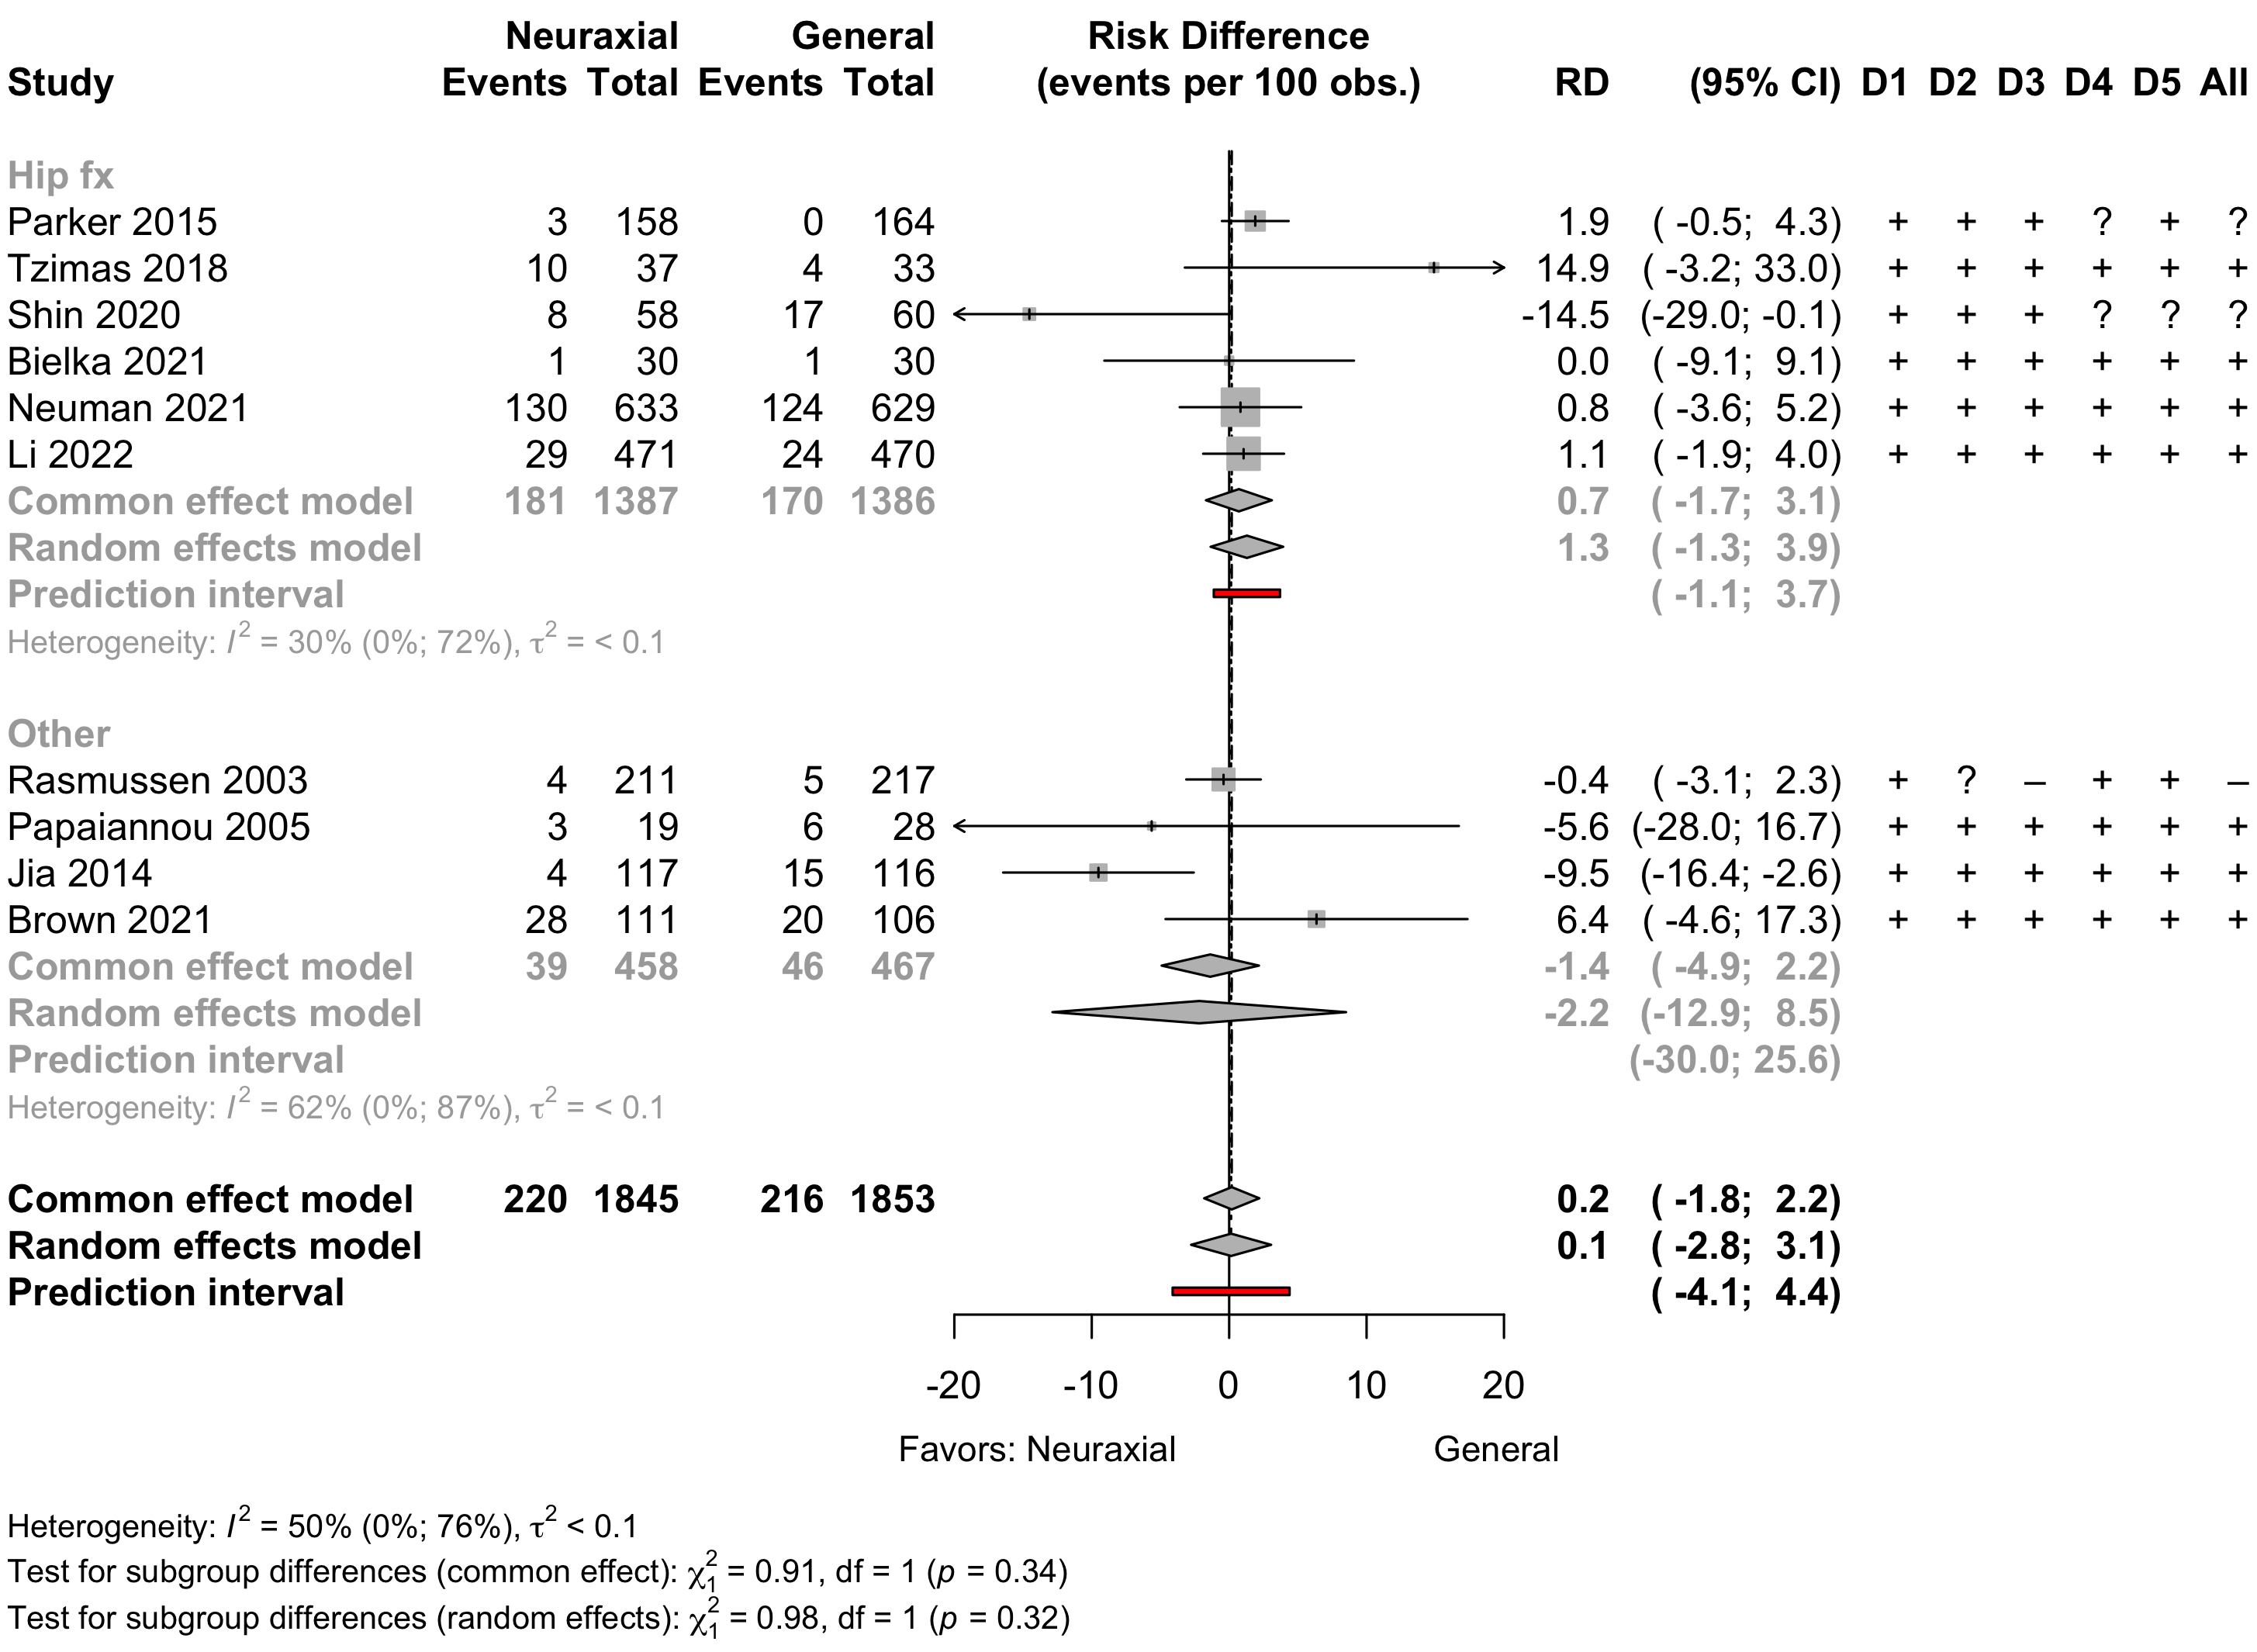 Neuraxial General Risk Difference
Study Events Total Events Total (events per 100 obs.) RD (95% CI) D1 D2 D3 D4 D5 All
Hip fx
Parker 2015 3 158 0 164 1.9 ( -0.5; 4.3) + + + ? + ?
Tzimas 2018 10 37 4 33 14.9 ( -3.2; 33.0) + + + + + +
Shin 2020 8 58 17 60 -14.5 (-29.0; -0.1) + + + ? ? ?
Bielka 2021 1 30 1 30 0.0 ( -9.1; 9.1) + + + + + +
Neuman 2021 130 633 124 629 0.8 ( -3.6; 5.2) + + + + + +
Li 2022 29 471 24 470 1.1 ( -1.9; 4.0) + + + + + +
Common effect model 181 1387 170 1386 0.7 ( -1.7; 3.1)
Random effects model 1.3 ( -1.3; 3.9)
Prediction interval ( -1.1; 3.7)
Heterogeneity: I² = 30% (0%; 72%), τ² = < 0.1
Other
Rasmussen 2003 4 211 5 217 -0.4 ( -3.1; 2.3) + ? – + + –
Papaiannou 2005 3 19 6 28 -5.6 (-28.0; 16.7) + + + + + +
Jia 2014 4 117 15 116 -9.5 (-16.4; -2.6) + + + + + +
Brown 2021 28 111 20 106 6.4 ( -4.6; 17.3) + + + + + +
Common effect model 39 458 46 467 -1.4 ( -4.9; 2.2)
Random effects model -2.2 (-12.9; 8.5)
Prediction interval (-30.0; 25.6)
Heterogeneity: I² = 62% (0%; 87%), τ² = < 0.1
Common effect model 220 1845 216 1853 0.2 ( -1.8; 2.2)
Random effects model 0.1 ( -2.8; 3.1)
Prediction interval ( -4.1; 4.4)
-20 -10 0 10 20
Favors: Neuraxial General
Heterogeneity: I² = 50% (0%; 76%), τ² < 0.1
Test for subgroup differences (common effect): χ₁² = 0.91, df = 1 (p = 0.34)
Test for subgroup differences (random effects): χ₁² = 0.98, df = 1 (p = 0.32)